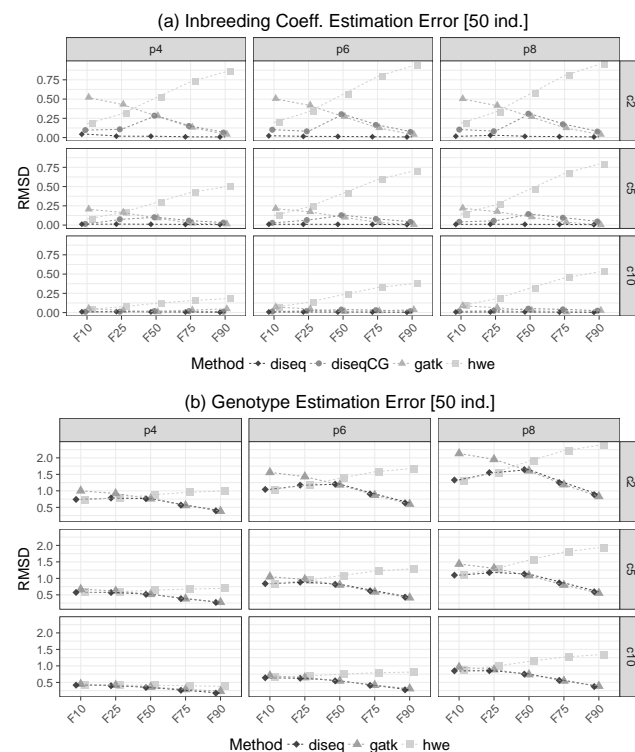 (a) Inbreeding Coeff. Estimation Error [50 ind.]
p4 p6 p8
0.75
0.50
0.25
0.00
c2
0.75
0.50
0.25
0.00
c5
0.75
0.50
0.25
0.00
c10
RMSD
F10 F25 F50 F75 F90 F10 F25 F50 F75 F90 F10 F25 F50 F75 F90
Method diseq diseqCG gatk hwe
(b) Genotype Estimation Error [50 ind.]
p4 p6 p8
2.0
1.5
1.0
0.5
c2
2.0
1.5
1.0
0.5
c5
2.0
1.5
1.0
0.5
c10
RMSD
F10 F25 F50 F75 F90 F10 F25 F50 F75 F90 F10 F25 F50 F75 F90
Method diseq gatk hwe